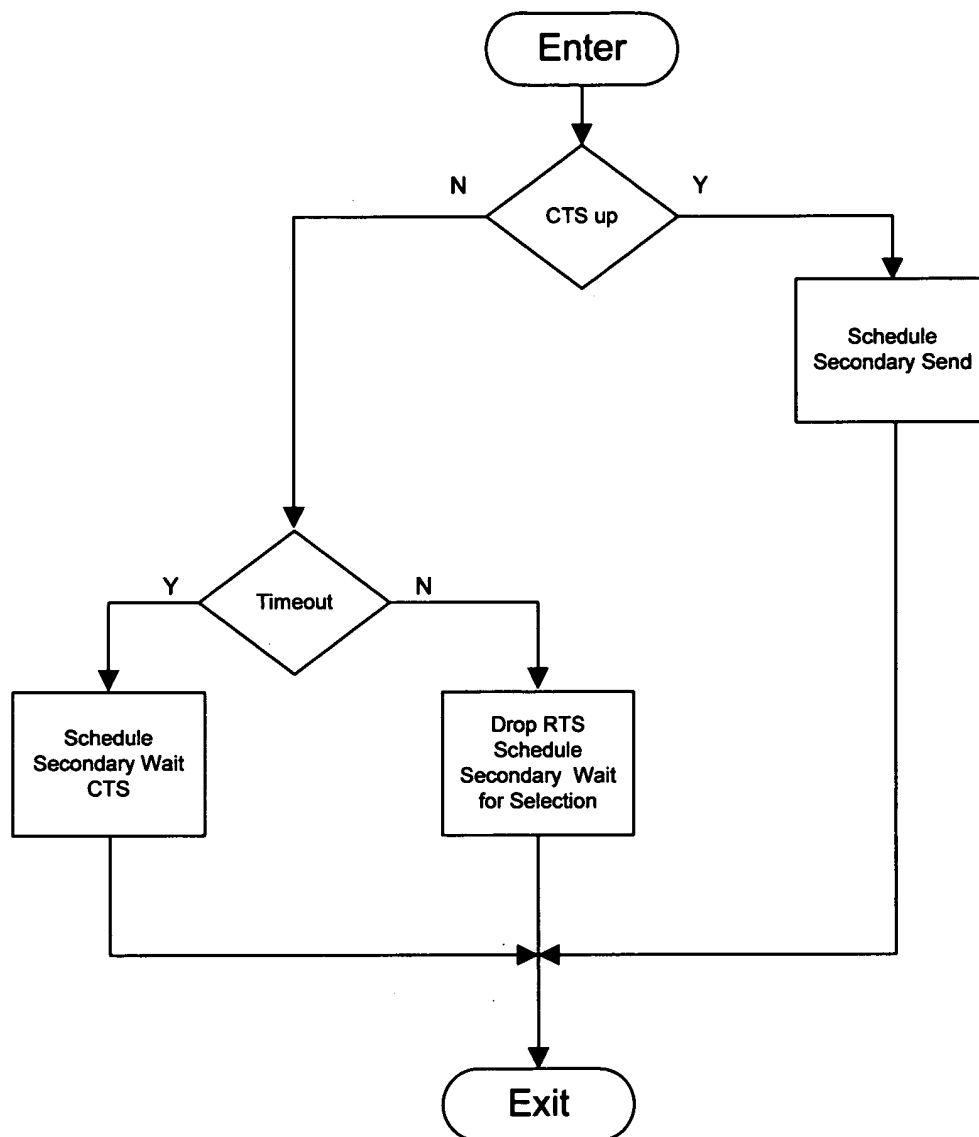 Enter
N
Y
CTS up
Schedule
Secondary Send
Y
N
Timeout
Schedule
Secondary Wait
CTS
Drop RTS
Schedule
Secondary Wait
for Selection
Exit